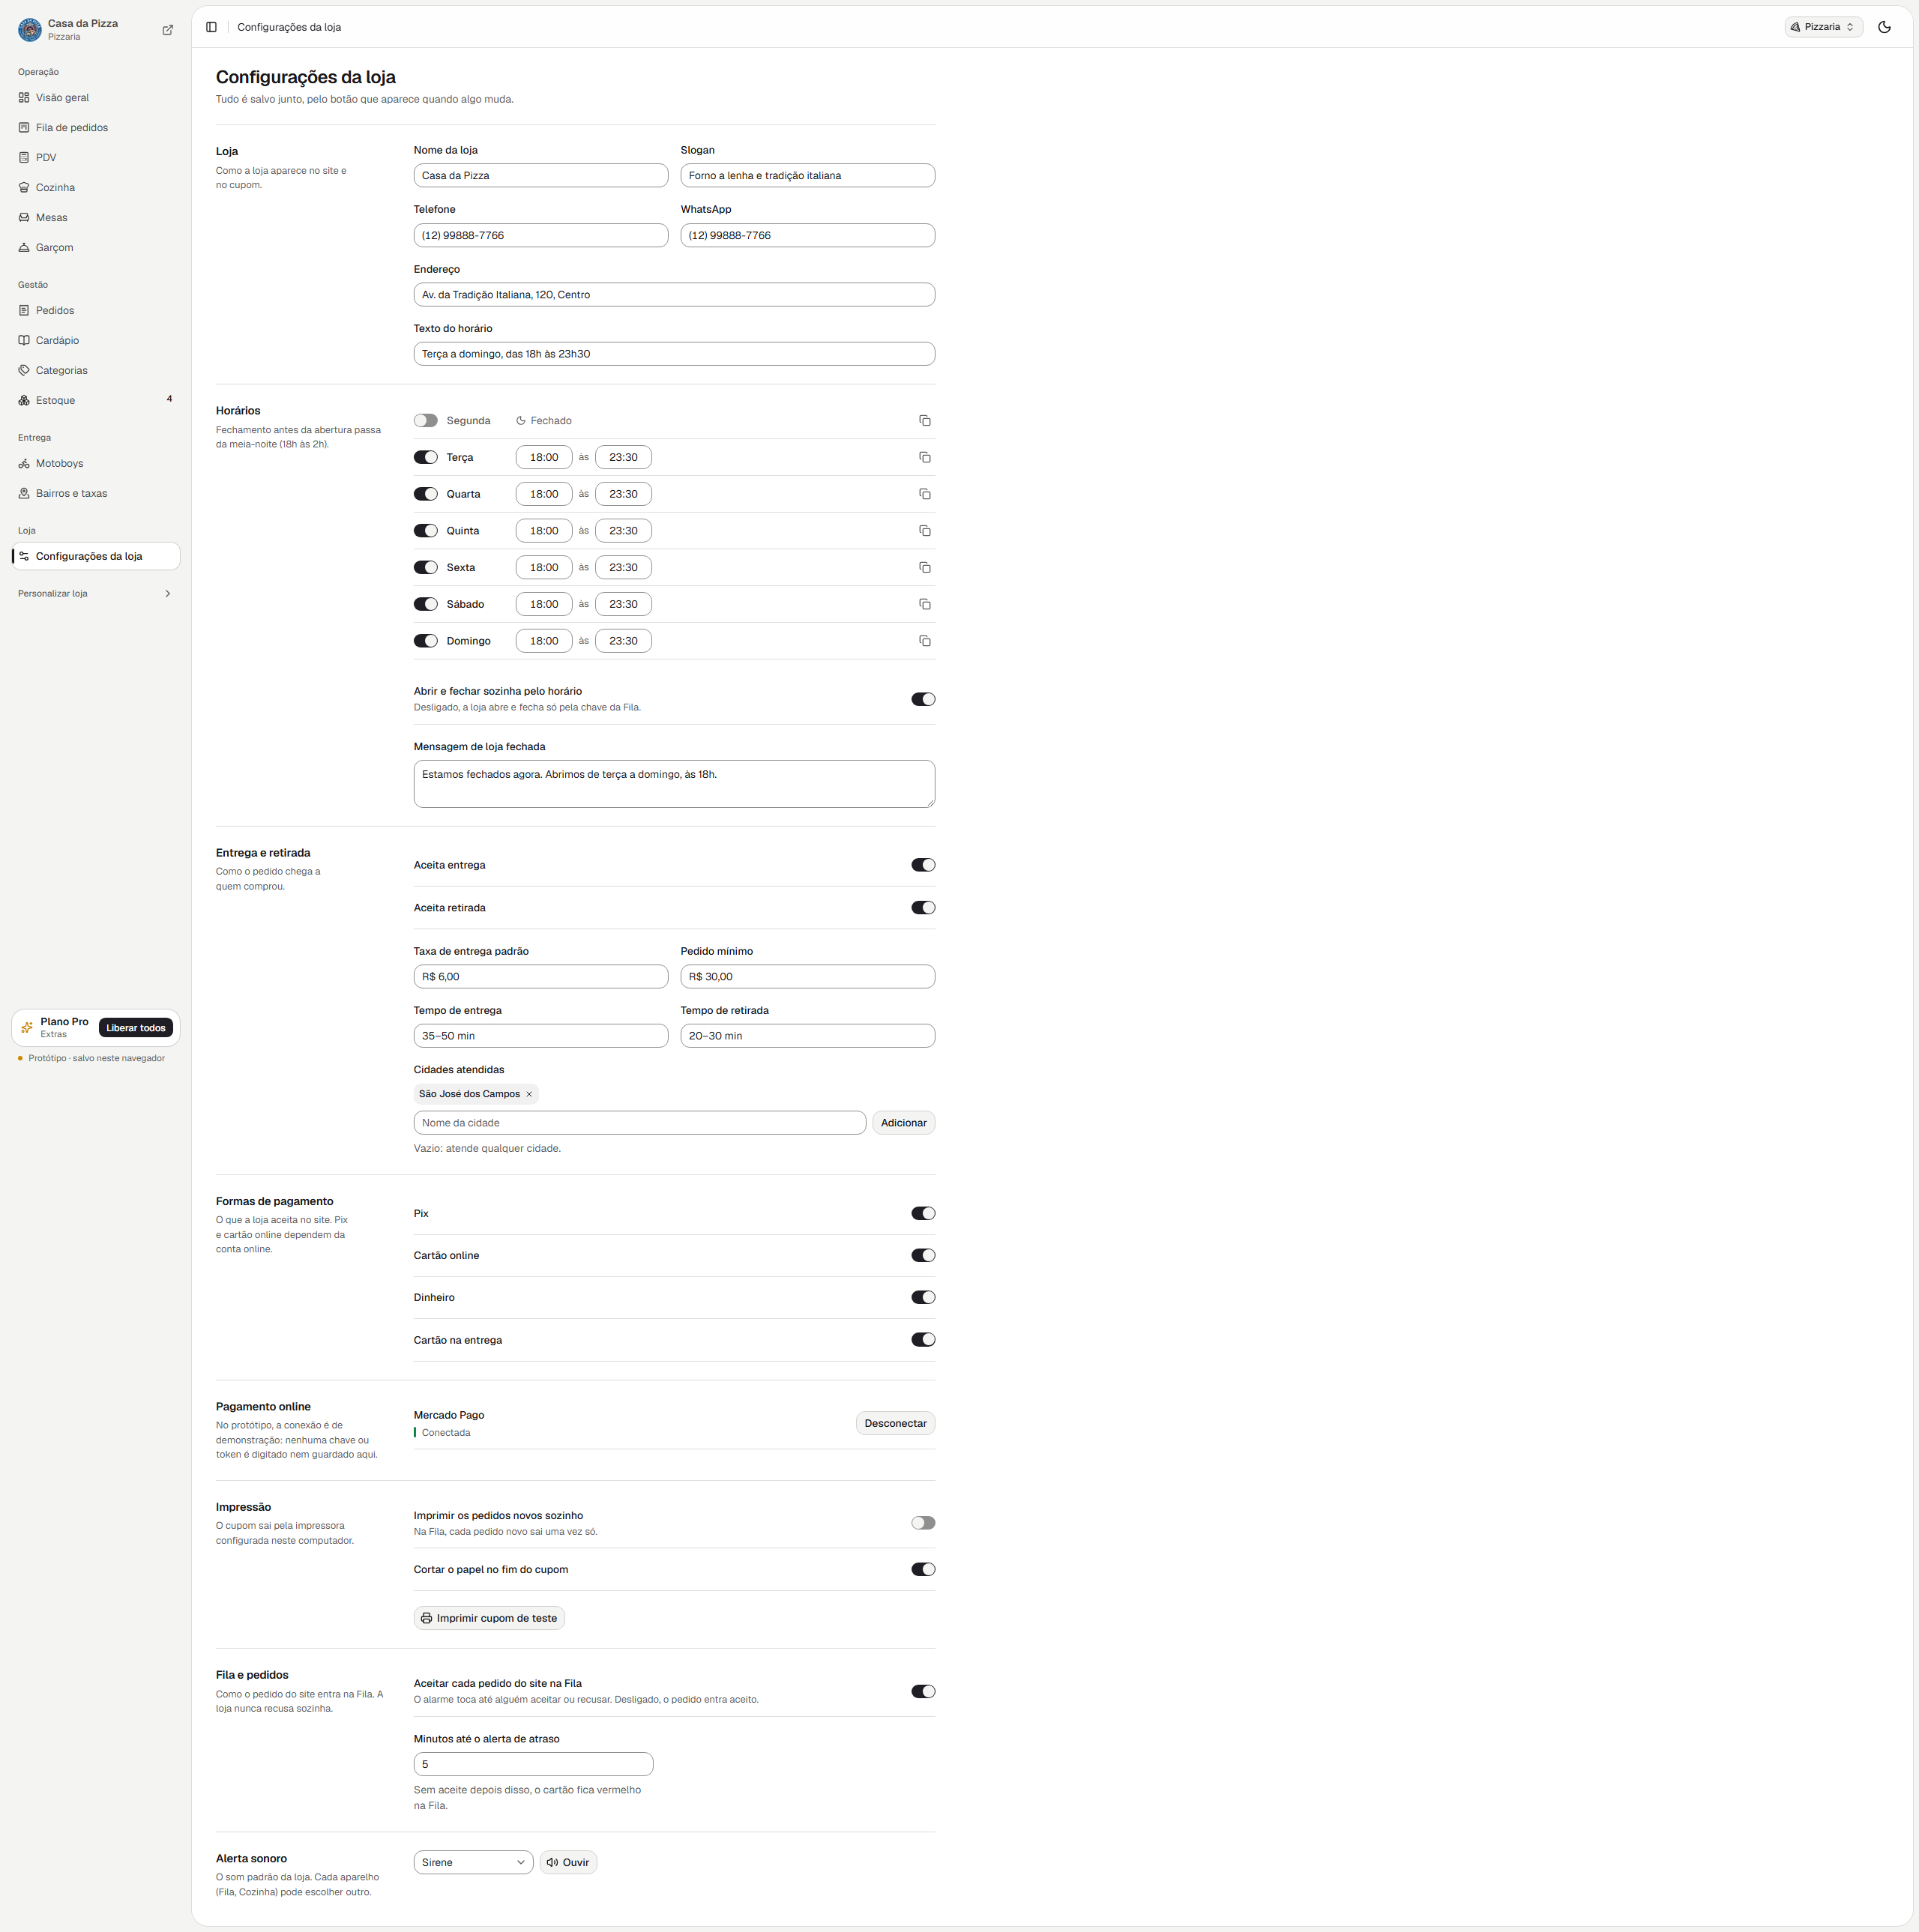 Casa da Pizza
Pizzaria
Operação
Visão geral
Fila de pedidos
PDV
Cozinha
Mesas
Garçom
Gestão
Pedidos
Cardápio
Categorias
Estoque 4
Entrega
Motoboys
Bairros e taxas
Loja
Configurações da loja
Personalizar loja
Plano Pro
Extras
Liberar todos
Protótipo · salvo neste navegador
Configurações da loja
Pizzaria
Configurações da loja
Tudo é salvo junto, pelo botão que aparece quando algo muda.
Loja
Como a loja aparece no site e
no cupom.
Nome da loja Slogan
Casa da Pizza Forno a lenha e tradição italiana
Telefone WhatsApp
(12) 99888-7766 (12) 99888-7766
Endereço
Av. da Tradição Italiana, 120, Centro
Texto do horário
Terça a domingo, das 18h às 23h30
Horários
Fechamento antes da abertura passa
da meia-noite (18h às 2h).
Segunda Fechado
Terça 18:00 às 23:30
Quarta 18:00 às 23:30
Quinta 18:00 às 23:30
Sexta 18:00 às 23:30
Sábado 18:00 às 23:30
Domingo 18:00 às 23:30
Abrir e fechar sozinha pelo horário
Desligado, a loja abre e fecha só pela chave da Fila.
Mensagem de loja fechada
Estamos fechados agora. Abrimos de terça a domingo, às 18h.
Entrega e retirada
Como o pedido chega a
quem comprou.
Aceita entrega
Aceita retirada
Taxa de entrega padrão Pedido mínimo
R$ 6,00 R$ 30,00
Tempo de entrega Tempo de retirada
35–50 min 20–30 min
Cidades atendidas
São José dos Campos ×
Nome da cidade Adicionar
Vazio: atende qualquer cidade.
Formas de pagamento
O que a loja aceita no site. Pix
e cartão online dependem da
conta online.
Pix
Cartão online
Dinheiro
Cartão na entrega
Pagamento online
No protótipo, a conexão é de
demonstração: nenhuma chave ou
token é digitado nem guardado aqui.
Mercado Pago
Conectada
Desconectar
Impressão
O cupom sai pela impressora
configurada neste computador.
Imprimir os pedidos novos sozinho
Na Fila, cada pedido novo sai uma vez só.
Cortar o papel no fim do cupom
Imprimir cupom de teste
Fila e pedidos
Como o pedido do site entra na Fila. A
loja nunca recusa sozinha.
Aceitar cada pedido do site na Fila
O alarme toca até alguém aceitar ou recusar. Desligado, o pedido entra aceito.
Minutos até o alerta de atraso
5
Sem aceite depois disso, o cartão fica vermelho
na Fila.
Alerta sonoro
O som padrão da loja. Cada aparelho
(Fila, Cozinha) pode escolher outro.
Sirene Ouvir